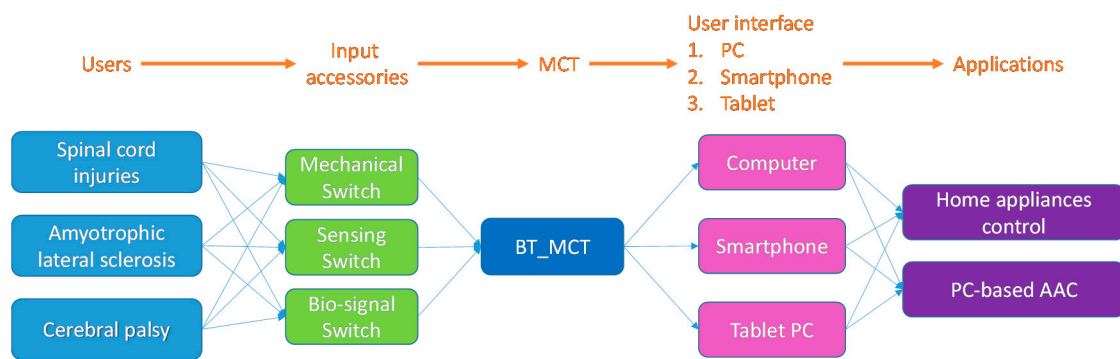 Users
Input
accessories
MCT
User interface
1. PC
2. Smartphone
3. Tablet
Applications
Spinal cord
injuries
Amyotrophic
lateral sclerosis
Cerebral palsy
Mechanical
Switch
Sensing
Switch
Bio-signal
Switch
BT_MCT
Computer
Smartphone
Tablet PC
Home appliances
control
PC-based AAC